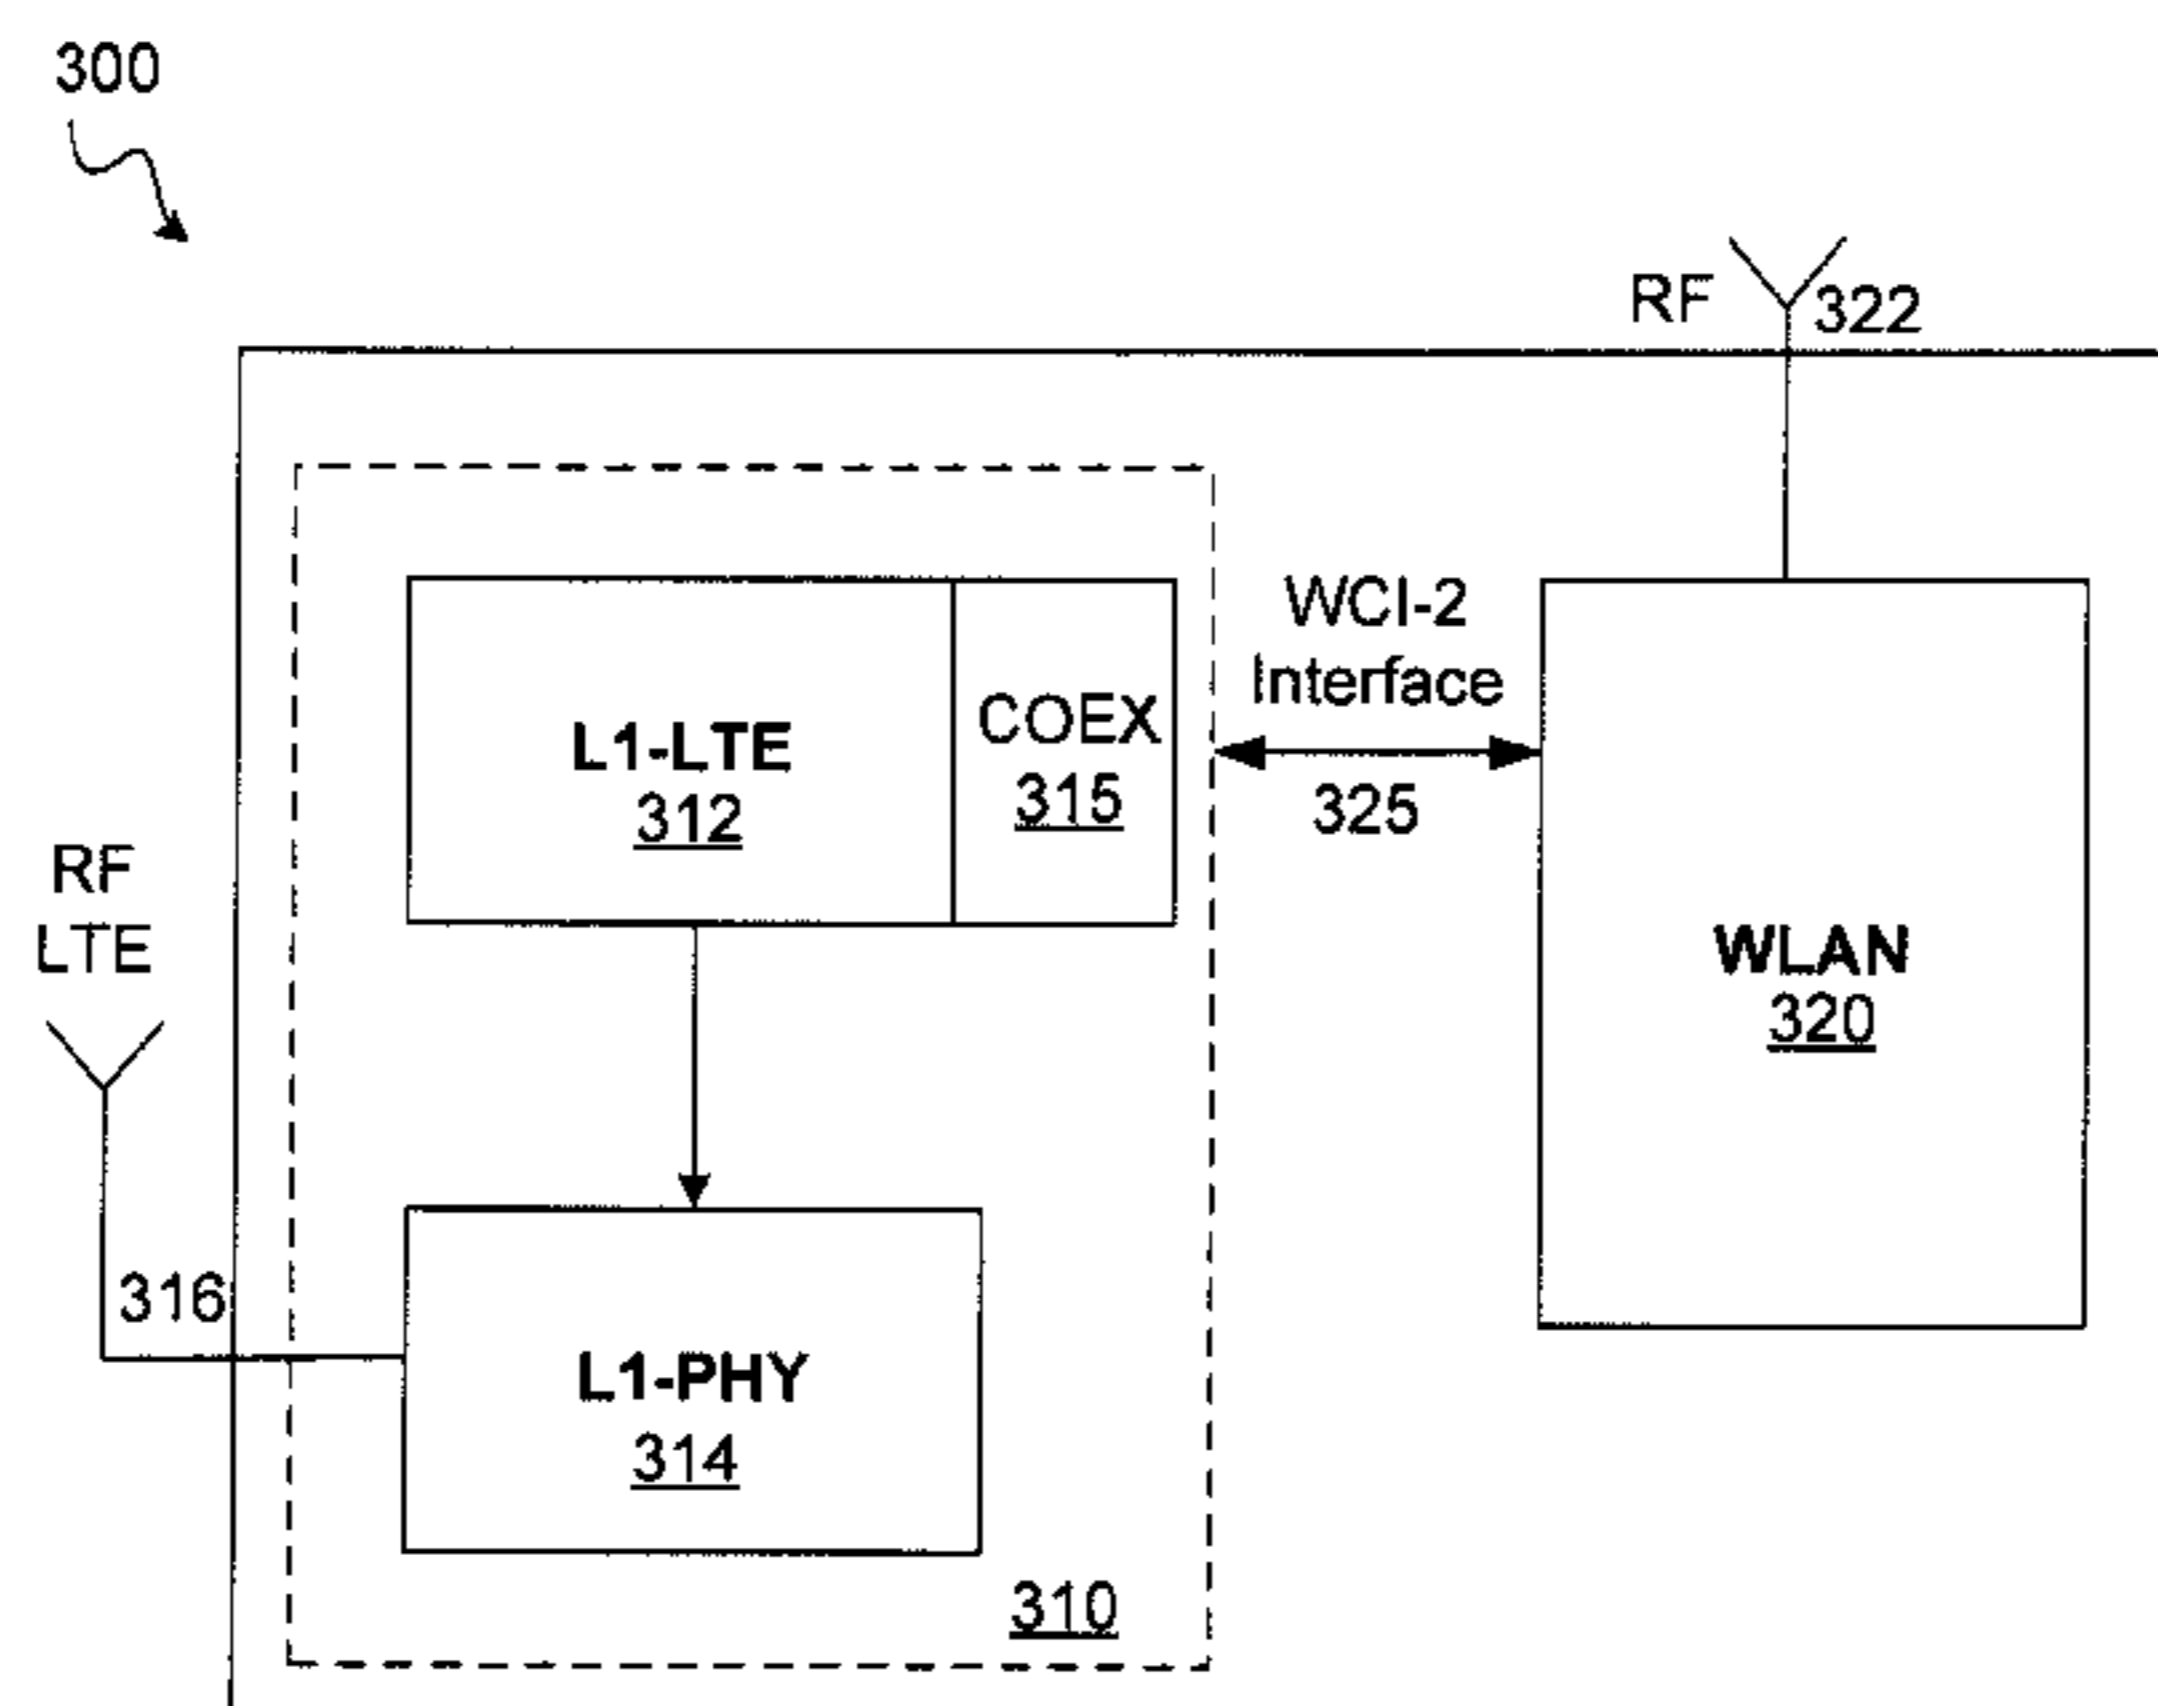 300
RF
322
WCI-2
Interface
325
L1-LTE
312
COEX
315
RF
LTE
316
WLAN
320
L1-PHY
314
310